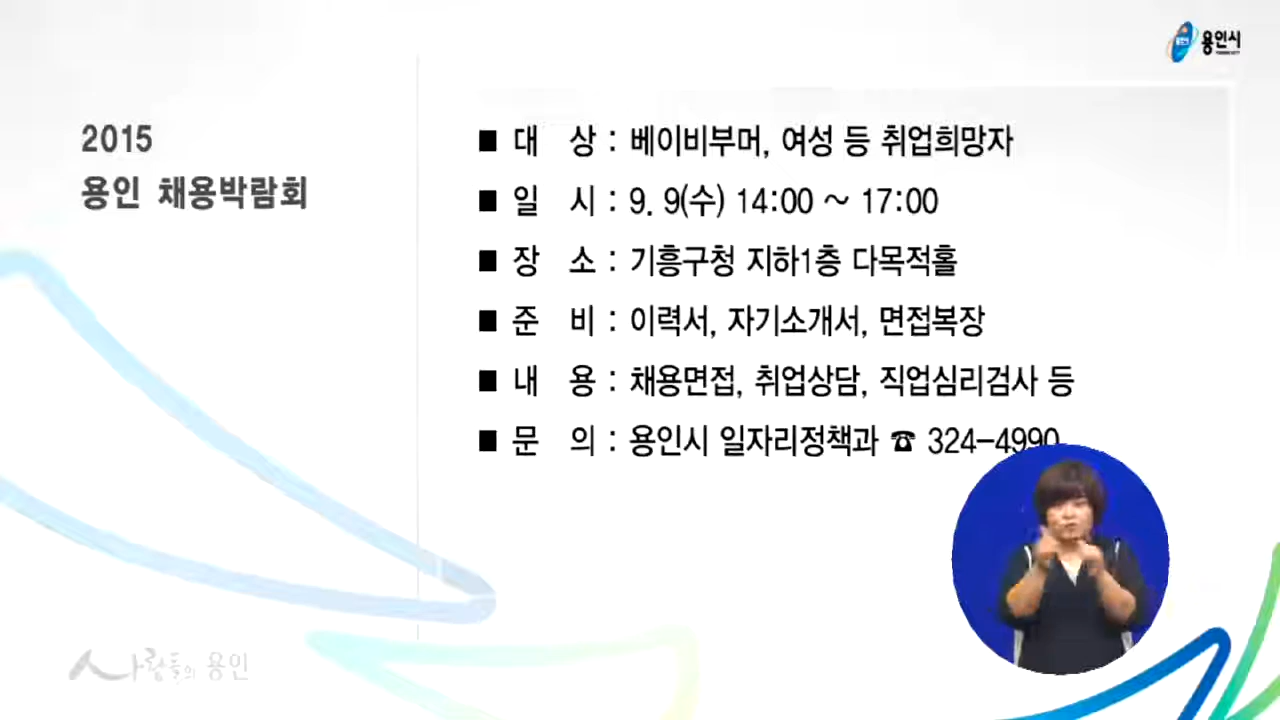 용인시
2015
용인 채용박람회
■ 대 상 : 베이비부머, 여성 등 취업희망자
■ 일 시 : 9. 9(수) 14:00 ~ 17:00
■ 장 소 : 기흥구청 지하1층 다목적홀
■ 준 비 : 이력서, 자기소개서, 면접복장
■ 내 용 : 채용면접, 취업상담, 직업심리검사 등
■ 문 의 : 용인시 일자리정책과 ☎ 324-4990
사람들의 용인